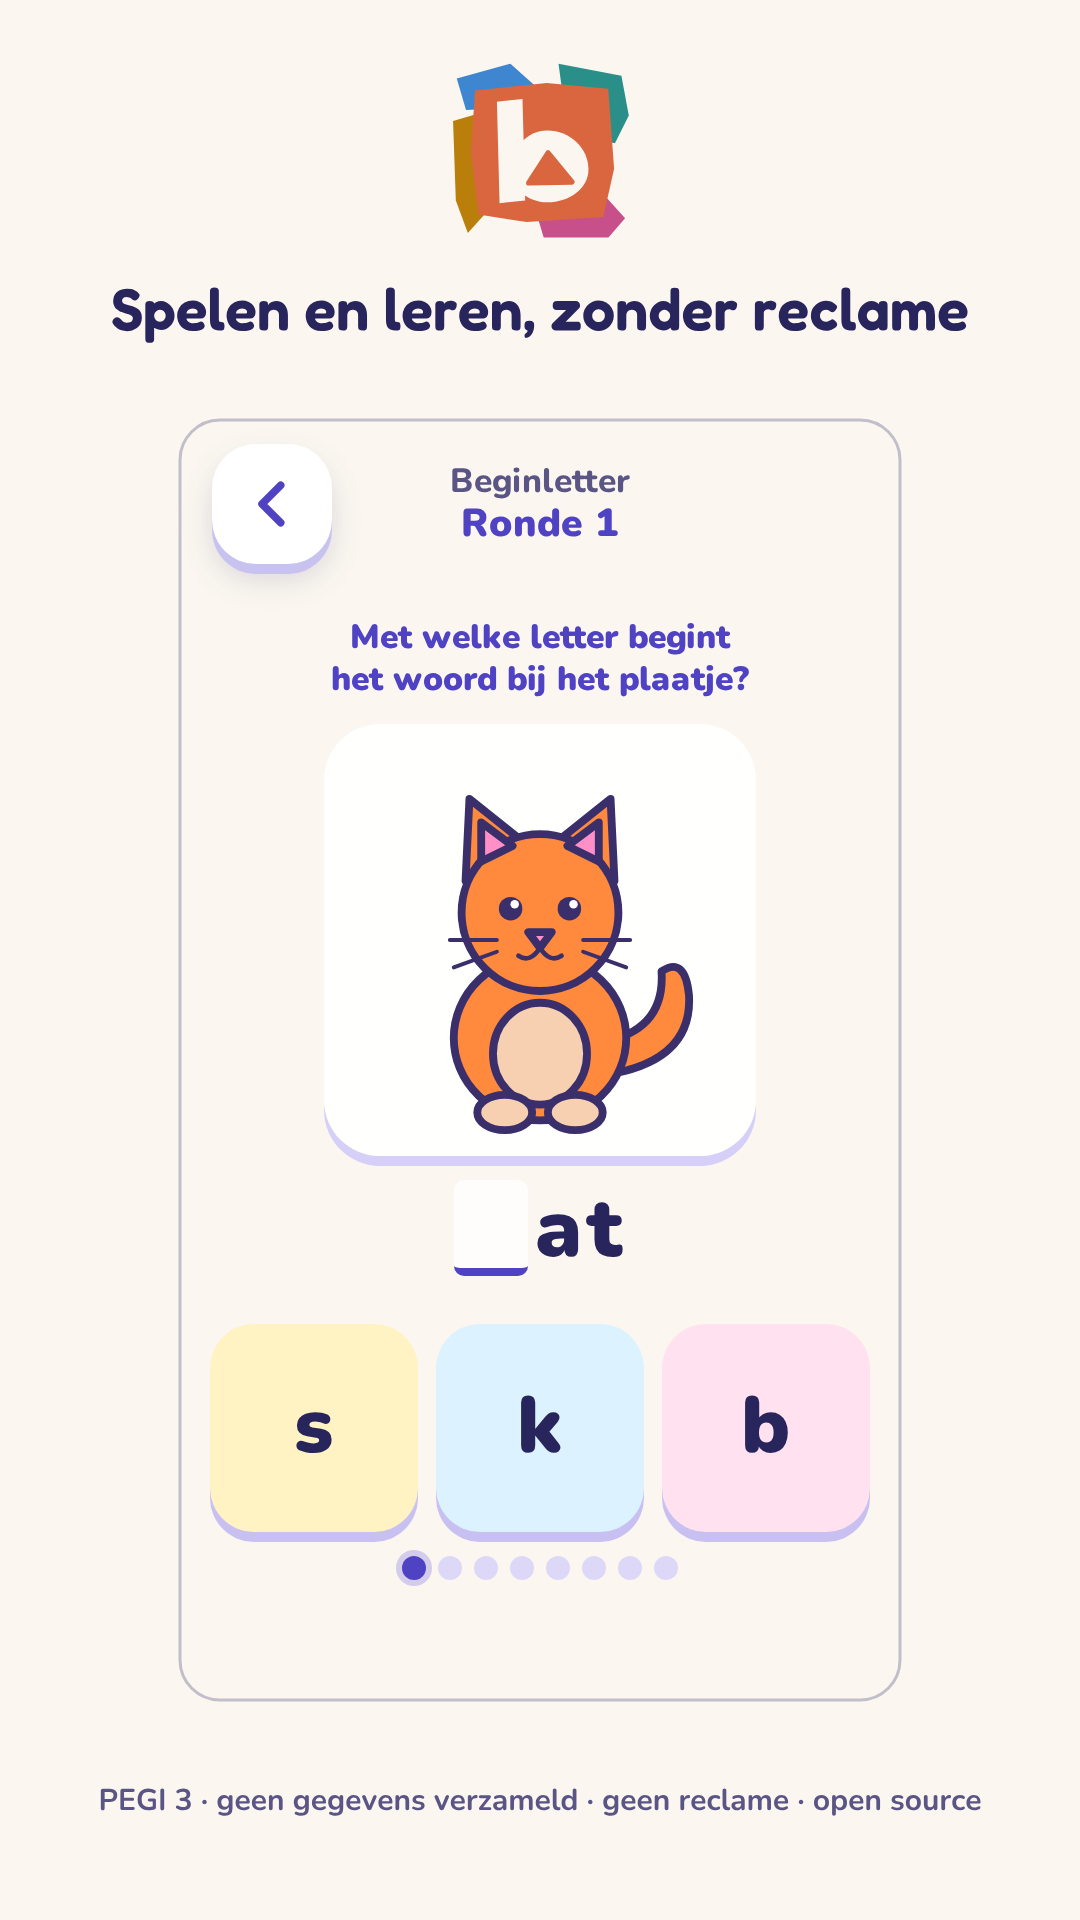 b
Spelen en leren, zonder reclame
Beginletter
Ronde 1
Met welke letter begint
het woord bij het plaatje?
at
s k b
PEGI 3 · geen gegevens verzameld · geen reclame · open source